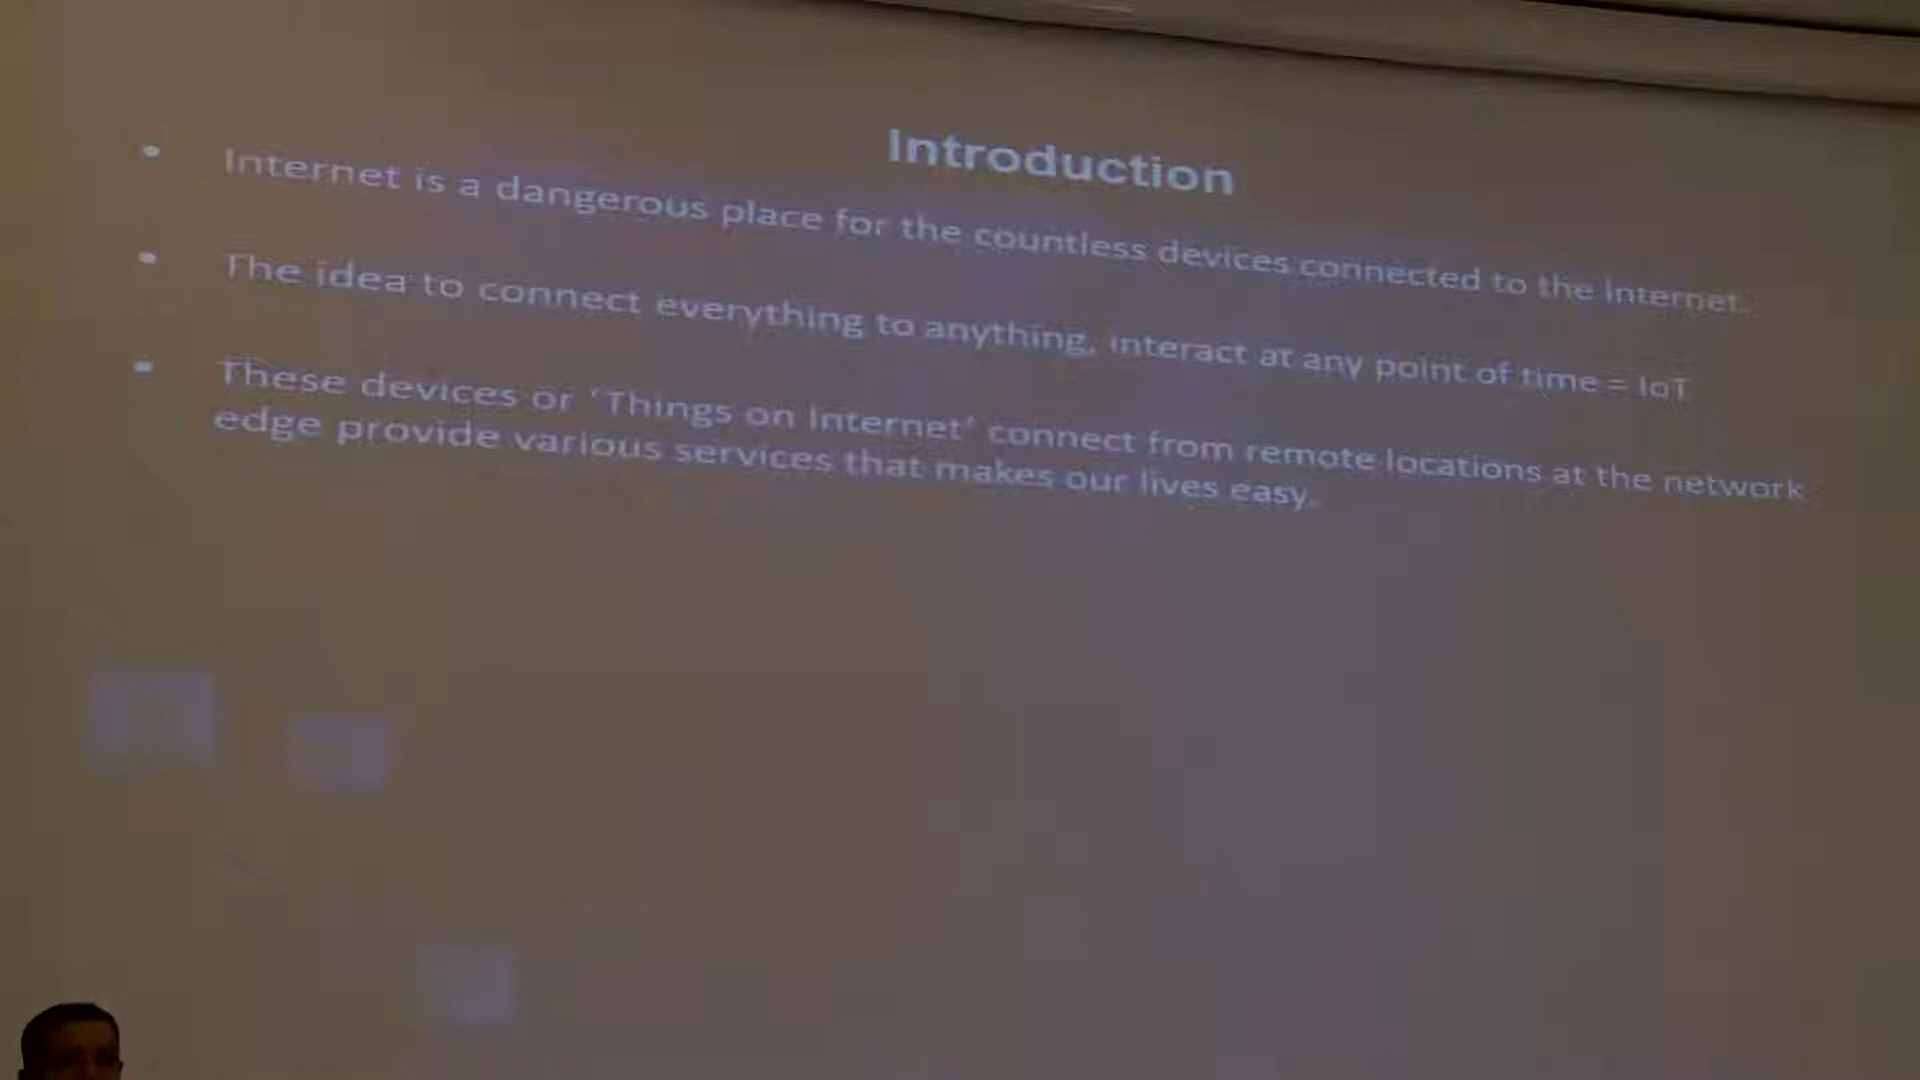 Introduction
• Internet is a dangerous place for the countless devices connected to the Internet.
• The idea to connect everything to anything, interact at any point of time = IoT
• These devices or ‘Things on Internet’ connect from remote locations at the network
edge provide various services that makes our lives easy.